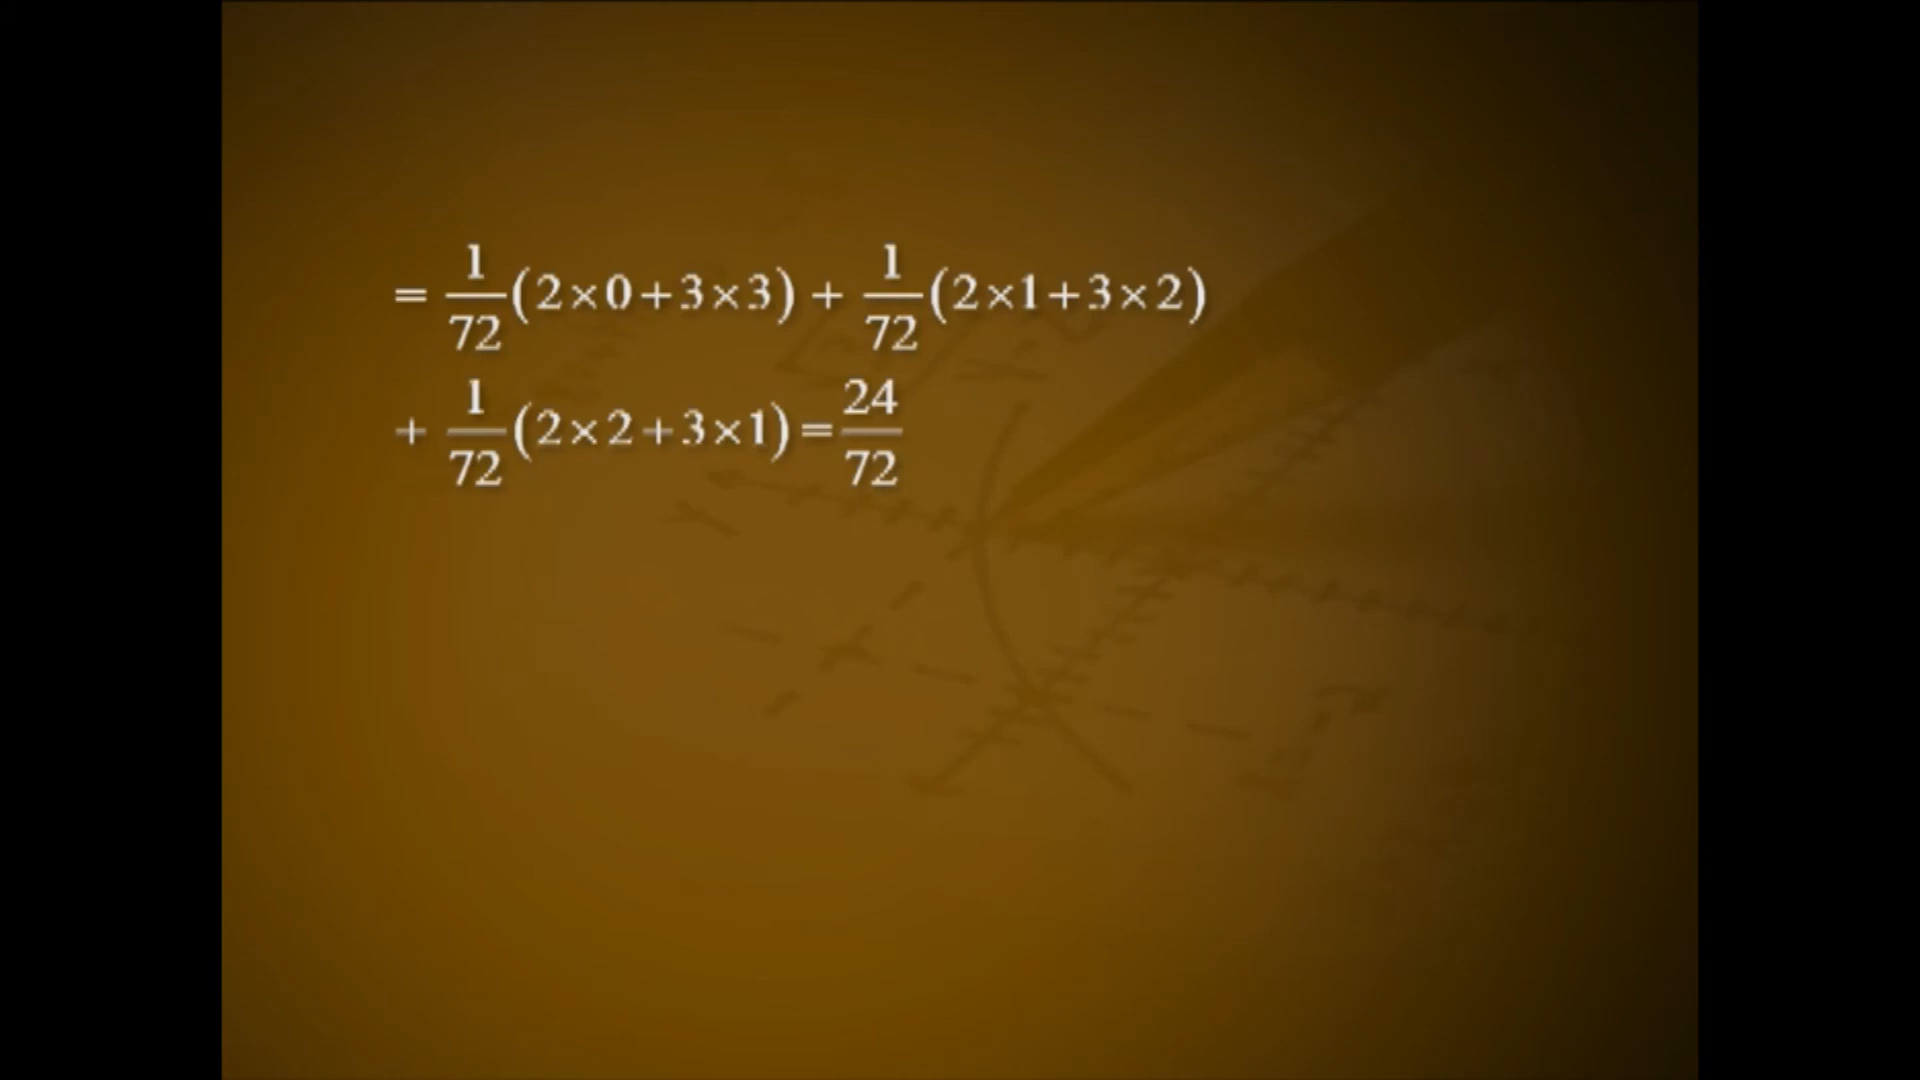 = 1/72 (2×0+3×3) + 1/72 (2×1+3×2)
+ 1/72 (2×2+3×1) = 24/72